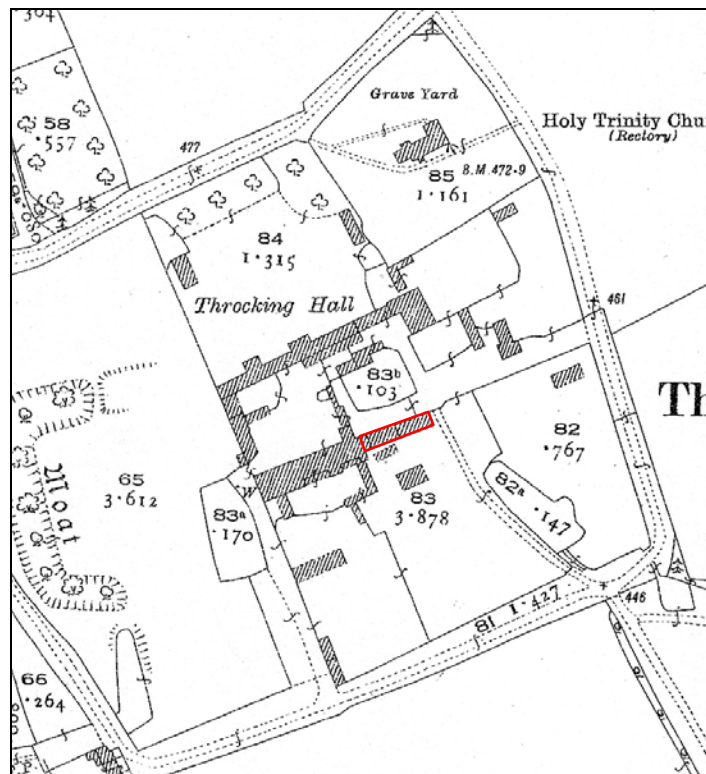 304
58
·557
477
Grave Yard
Holy Trinity Chu
(Rectory)
85
1·161
B.M. 472·9
84
1·315
Throcking Hall
461
83b
·103
Th
82
·767
65
3·612
Moat
W
83a
·170
83
3·878
82a
·147
81 1·427
446
66
·264